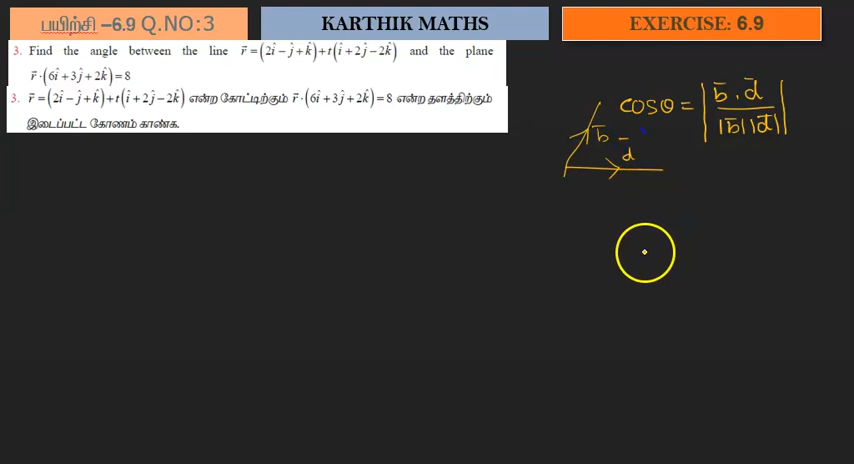 பயிற்சி –6.9 Q.NO:3
KARTHIK MATHS
EXERCISE: 6.9
3. Find the angle between the line r⃗ = (2î − ĵ + k̂) + t(î + 2ĵ − 2k̂) and the plane
r⃗ · (6î + 3ĵ + 2k̂) = 8
3. r⃗ = (2î − ĵ + k̂) + t(î + 2ĵ − 2k̂) என்ற கோட்டிற்கும் r⃗ · (6î + 3ĵ + 2k̂) = 8 என்ற தளத்திற்கும்
இடைப்பட்ட கோணம் காண்க.
cosθ = | b̄ . d̄ / |b̄| |d̄| |
b̄
d̄